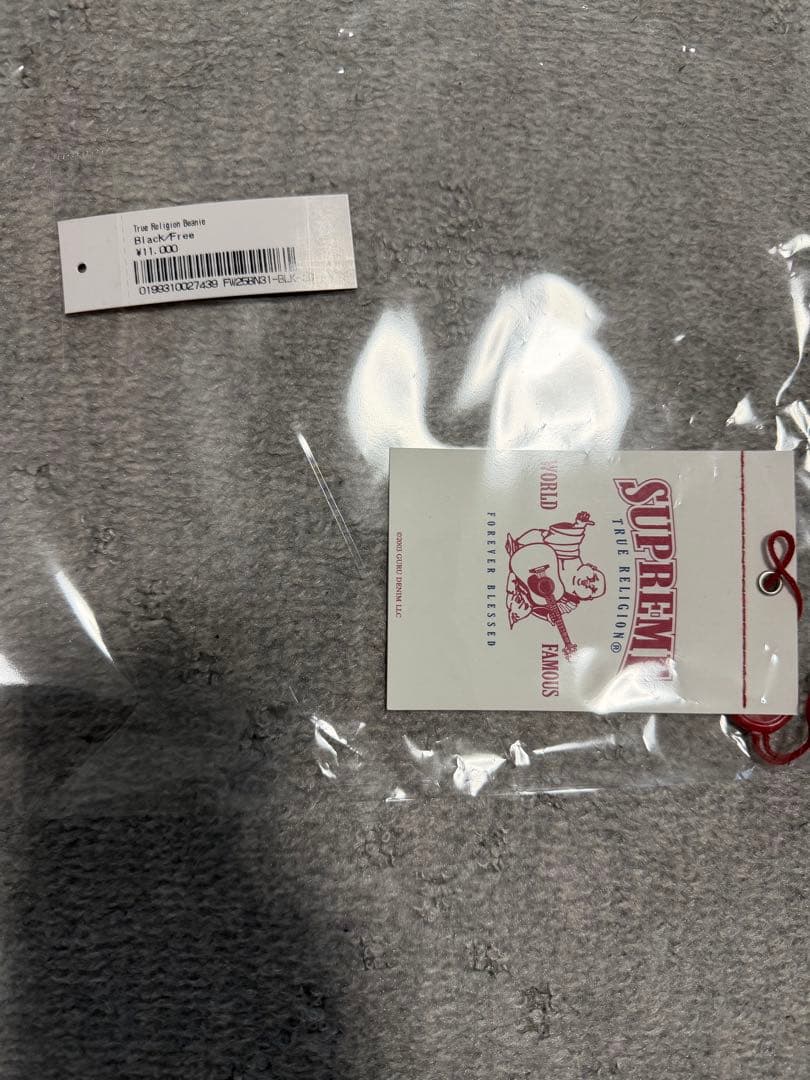 True Religion Beanie
Black/Free
¥11,000
0199310027439 FW25BN31-BLK
SUPREME
TRUE RELIGION®
WORLD FAMOUS
FOREVER BLESSED
©2003 GURU DENIM LLC